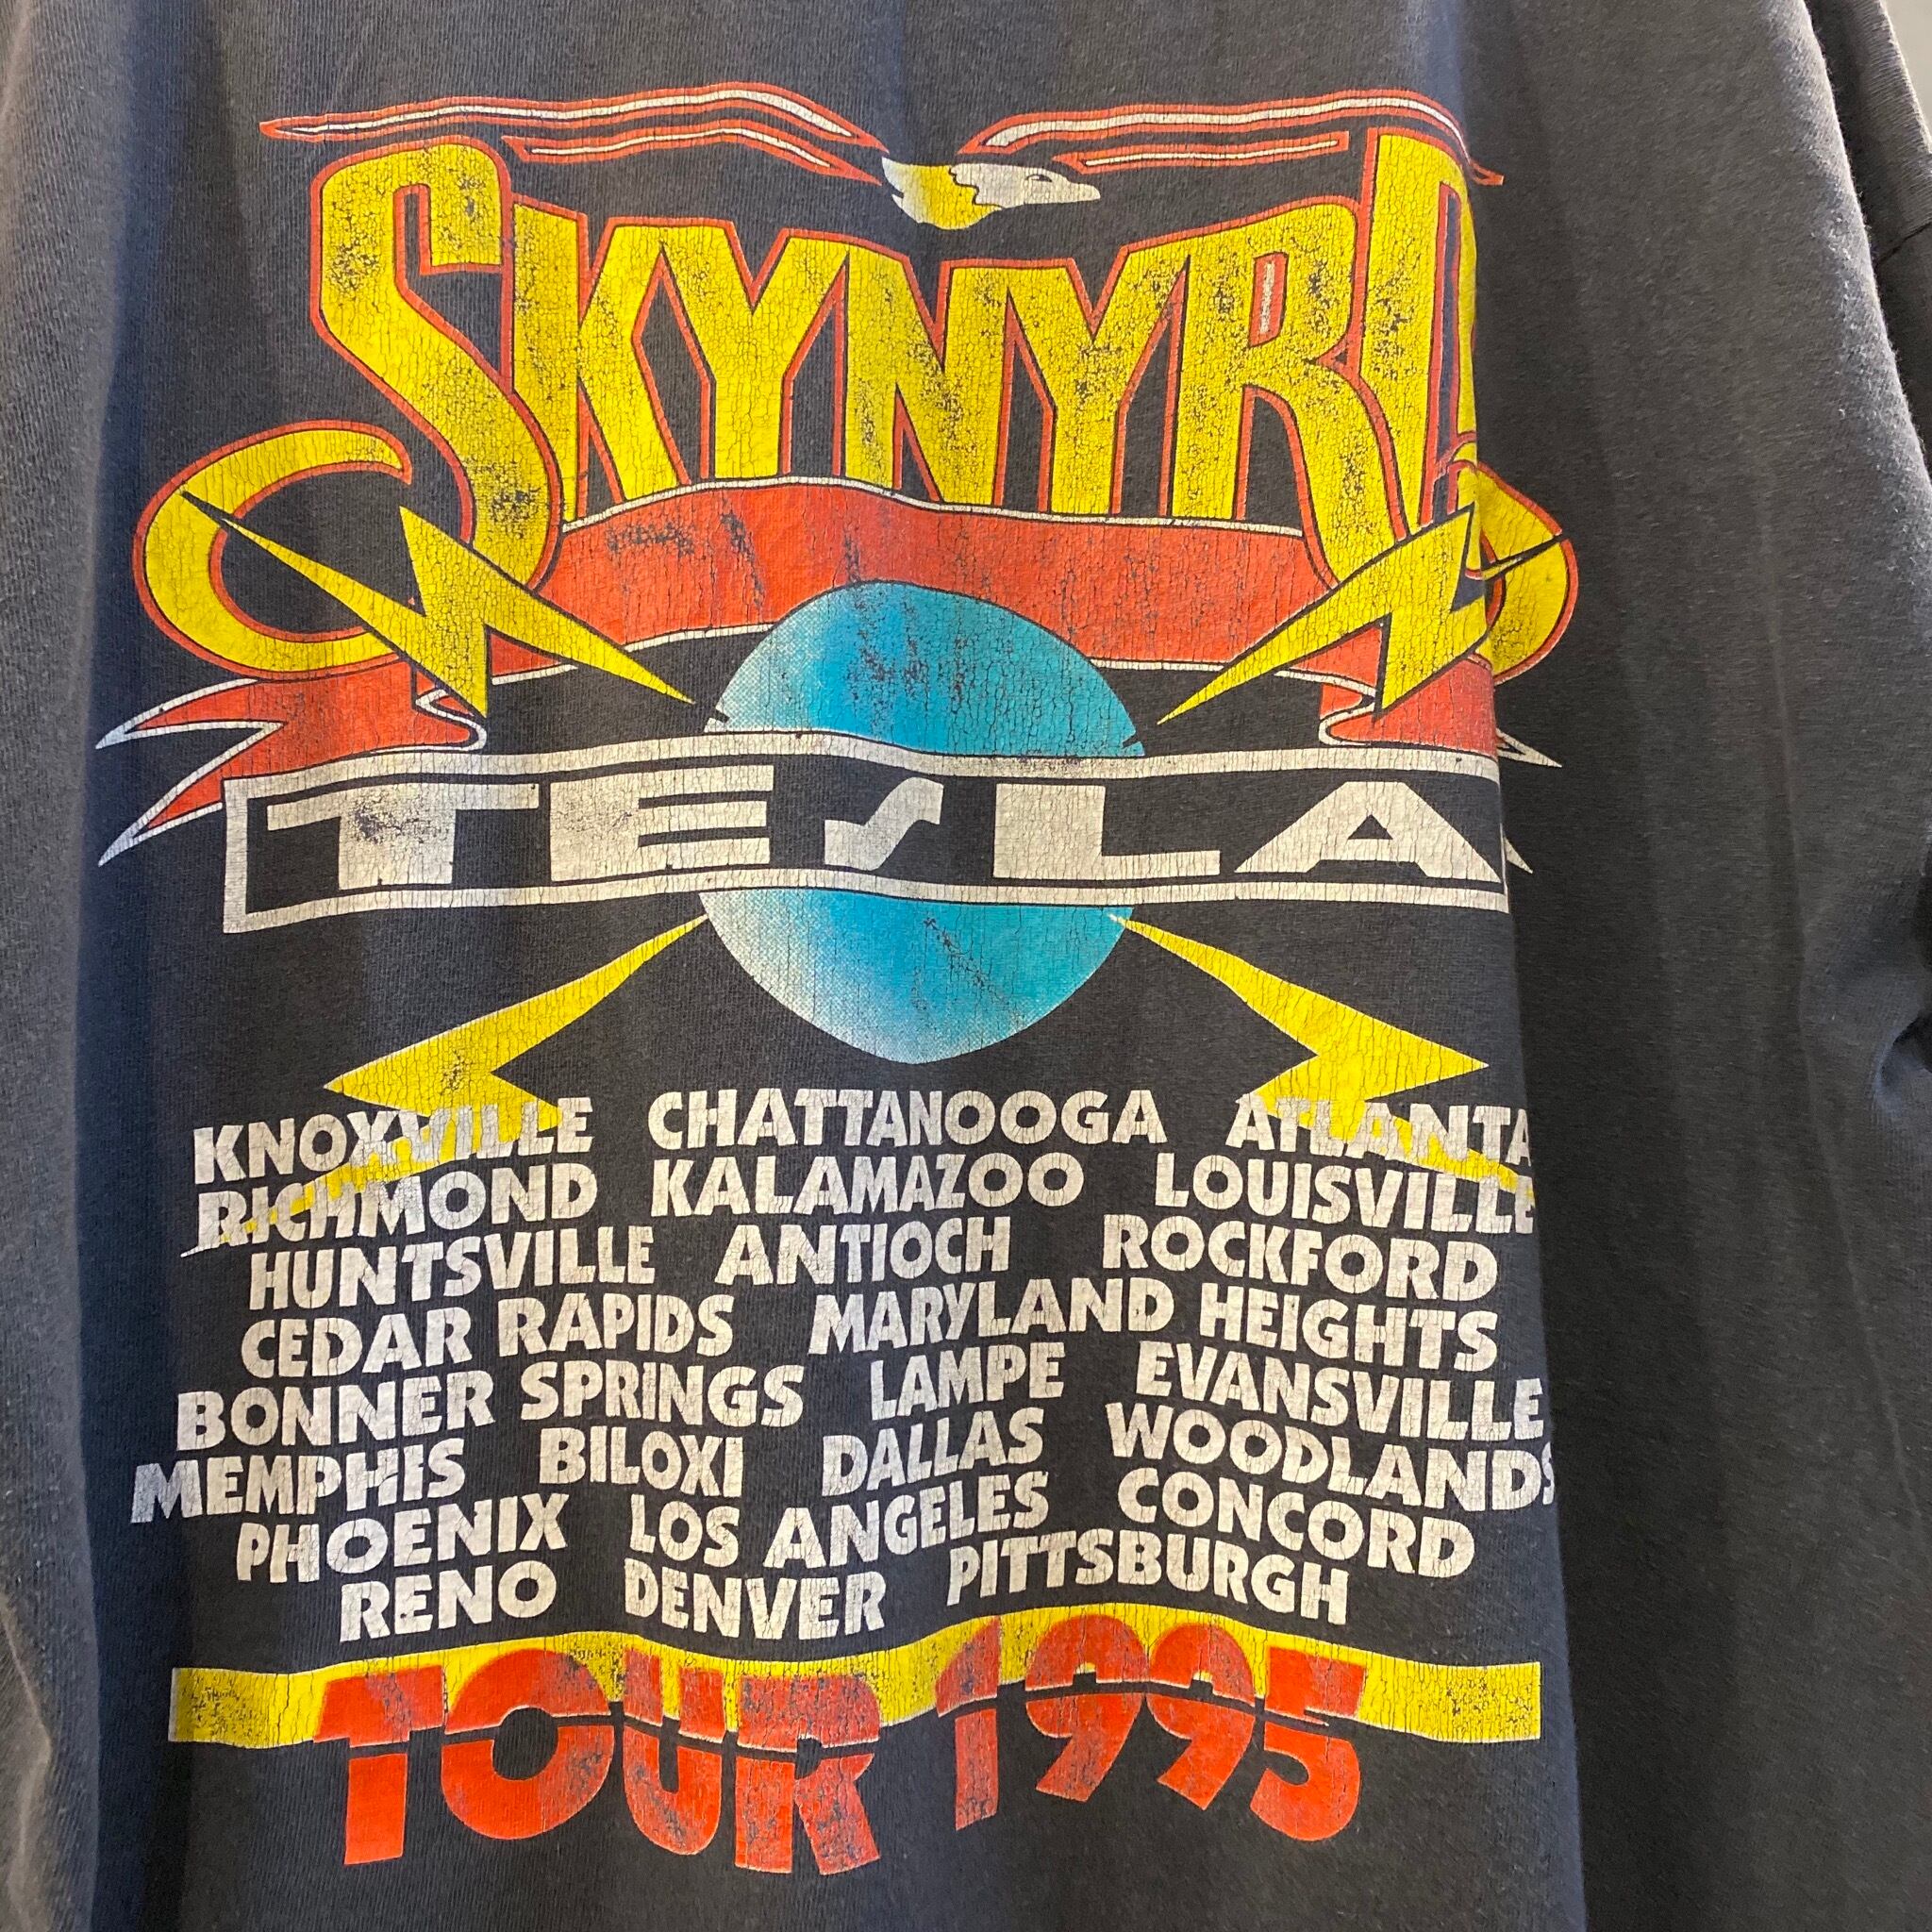 SKYNYRD
TESLA
KNOXVILLE CHATTANOOGA ATLANTA
RICHMOND KALAMAZOO LOUISVILLE
HUNTSVILLE ANTIOCH ROCKFORD
CEDAR RAPIDS MARYLAND HEIGHTS
BONNER SPRINGS LAMPE EVANSVILLE
MEMPHIS BILOXI DALLAS WOODLANDS
PHOENIX LOS ANGELES CONCORD
RENO DENVER PITTSBURGH
TOUR 1995